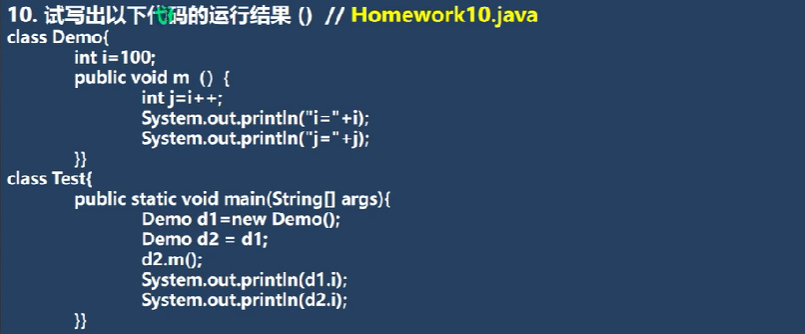 10. 试写出以下代码的运行结果 ()  // Homework10.java
class Demo{
int i=100;
public void m () {
int j=i++;
System.out.println("i="+i);
System.out.println("j="+j);
}}
class Test{
public static void main(String[] args){
Demo d1=new Demo();
Demo d2 = d1;
d2.m();
System.out.println(d1.i);
System.out.println(d2.i);
}}